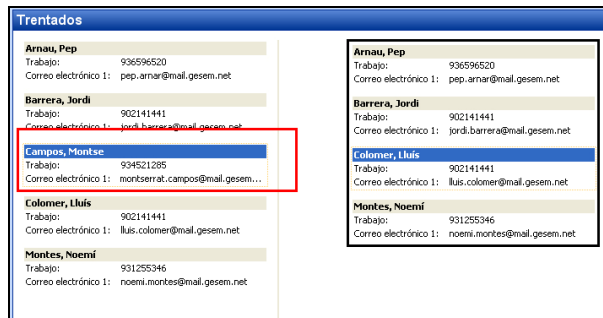 Trentados
Arnau, Pep
Trabajo: 936596520
Correo electrónico 1: pep.arnar@mail.gesem.net
Barrera, Jordi
Trabajo: 902141441
Correo electrónico 1: jordi.barrera@mail.gesem.net
Campos, Montse
Trabajo: 934521285
Correo electrónico 1: montserrat.campos@mail.gesem...
Colomer, Lluís
Trabajo: 902141441
Correo electrónico 1: lluis.colomer@mail.gesem.net
Montes, Noemí
Trabajo: 931255346
Correo electrónico 1: noemi.montes@mail.gesem.net
Arnau, Pep
Trabajo: 936596520
Correo electrónico 1: pep.arnar@mail.gesem.net
Barrera, Jordi
Trabajo: 902141441
Correo electrónico 1: jordi.barrera@mail.gesem.net
Colomer, Lluís
Trabajo: 902141441
Correo electrónico 1: lluis.colomer@mail.gesem.net
Montes, Noemí
Trabajo: 931255346
Correo electrónico 1: noemi.montes@mail.gesem.net